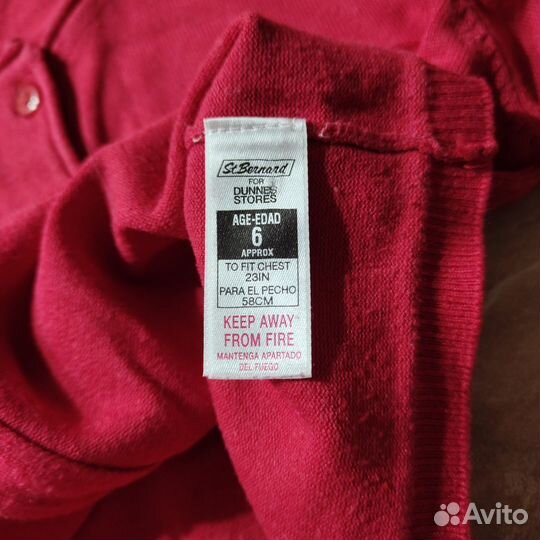 St.Bernard
FOR
DUNNES
STORES
AGE-EDAD
6
APPROX
TO FIT CHEST
23IN
PARA EL PECHO
58CM
KEEP AWAY
FROM FIRE
MANTENGA APARTADO
DEL FUEGO
Avito